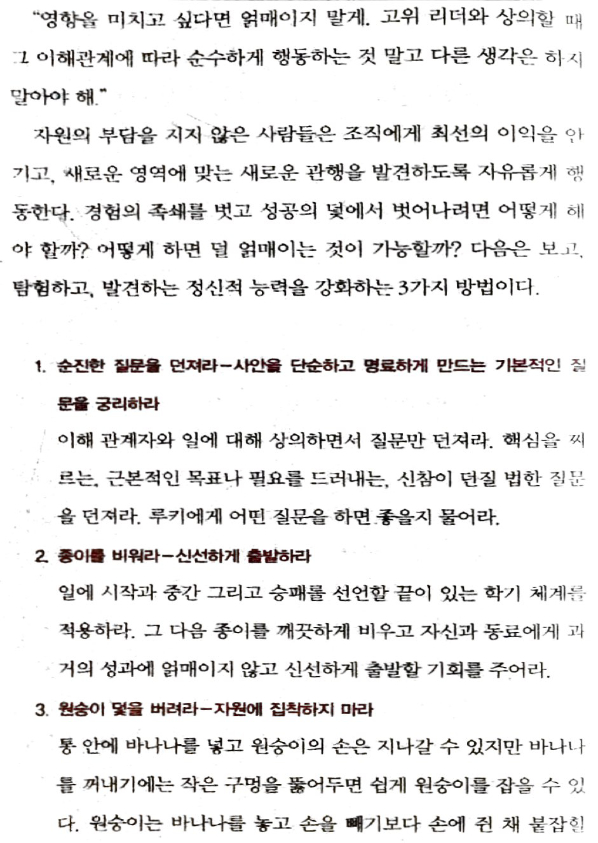 “영향을 미치고 싶다면 얽매이지 말게. 고위 리더와 상의할 때
그 이해관계에 따라 순수하게 행동하는 것 말고 다른 생각은 하지
말아야 해.”
자원의 부담을 지지 않은 사람들은 조직에게 최선의 이익을 안
기고, 새로운 영역에 맞는 새로운 관행을 발견하도록 자유롭게 행
동한다. 경험의 족쇄를 벗고 성공의 덫에서 벗어나려면 어떻게 해
야 할까? 어떻게 하면 덜 얽매이는 것이 가능할까? 다음은 보고,
탐험하고, 발견하는 정신적 능력을 강화하는 3가지 방법이다.
1. 순진한 질문을 던져라-사안을 단순하고 명료하게 만드는 기본적인 질
문을 궁리하라
이해 관계자와 일에 대해 상의하면서 질문만 던져라. 핵심을 찌
르는, 근본적인 목표나 필요를 드러내는, 신참이 던질 법한 질문
을 던져라. 루키에게 어떤 질문을 하면 좋을지 물어라.
2. 종이를 비워라-신선하게 출발하라
일에 시작과 중간 그리고 승패를 선언할 끝이 있는 학기 체계를
적용하라. 그 다음 종이를 깨끗하게 비우고 자신과 동료에게 과
거의 성과에 얽매이지 않고 신선하게 출발할 기회를 주어라.
3. 원숭이 덫을 버려라-자원에 집착하지 마라
통 안에 바나나를 넣고 원숭이의 손은 지나갈 수 있지만 바나나
를 꺼내기에는 작은 구멍을 뚫어두면 쉽게 원숭이를 잡을 수 있
다. 원숭이는 바나나를 놓고 손을 빼기보다 손에 쥔 채 붙잡힐